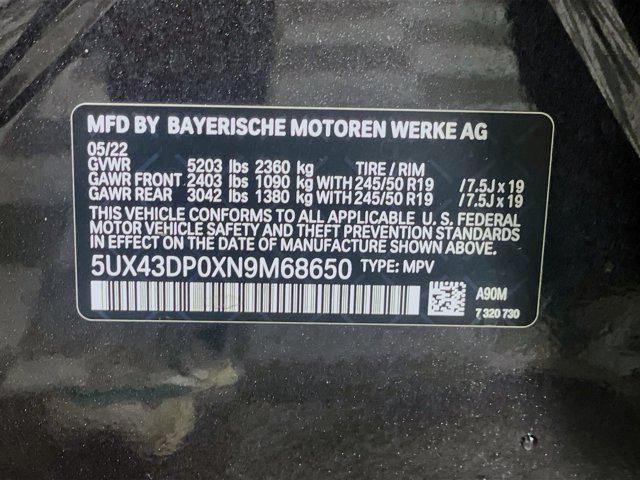 MFD BY BAYERISCHE MOTOREN WERKE AG
05/22
GVWR 5203 lbs 2360 kg TIRE / RIM
GAWR FRONT 2403 lbs 1090 kg WITH 245/50 R19 /7.5J x 19
GAWR REAR 3042 lbs 1380 kg WITH 245/50 R19 /7.5J x 19
THIS VEHICLE CONFORMS TO ALL APPLICABLE U. S. FEDERAL
MOTOR VEHICLE SAFETY AND THEFT PREVENTION STANDARDS
IN EFFECT ON THE DATE OF MANUFACTURE SHOWN ABOVE.
5UX43DP0XN9M68650 TYPE: MPV
A90M
7 320 730